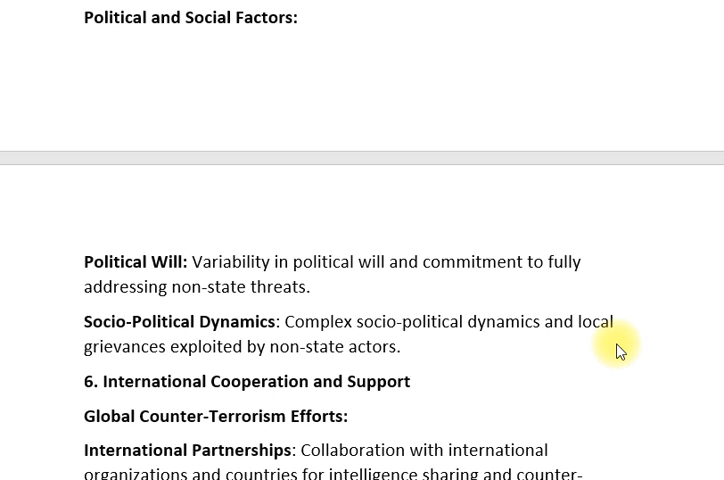 Political and Social Factors:
Political Will: Variability in political will and commitment to fully
addressing non-state threats.
Socio-Political Dynamics: Complex socio-political dynamics and local
grievances exploited by non-state actors.
6. International Cooperation and Support
Global Counter-Terrorism Efforts:
International Partnerships: Collaboration with international
organizations and countries for intelligence sharing and counter-